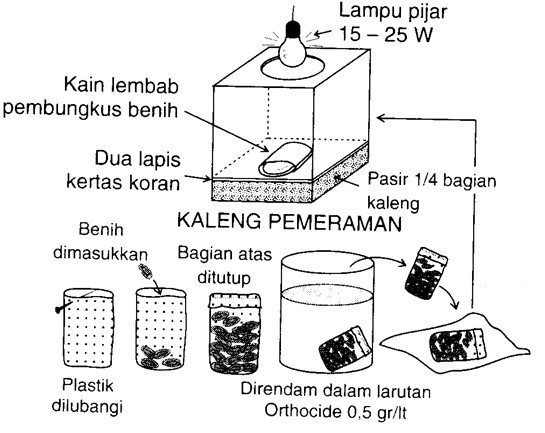 Lampu pijar
15 – 25 W
Kain lembab
pembungkus benih
Dua lapis
kertas koran
Pasir 1/4 bagian
kaleng
KALENG PEMERAMAN
Benih
dimasukkan
Bagian atas
ditutup
Plastik
dilubangi
Direndam dalam larutan
Orthocide 0,5 gr/lt